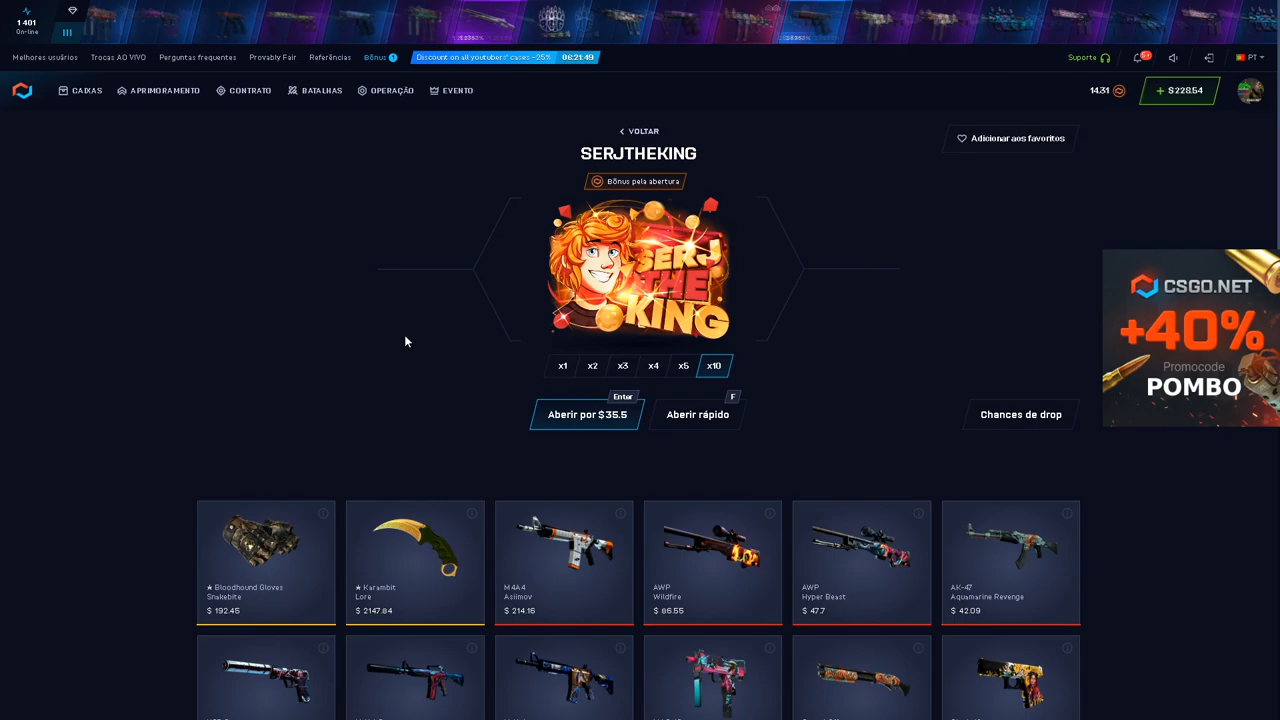 1 401
On-line
Melhores usuários Trocas AO VIVO Perguntas frequentes Provably Fair Referências Bônus Discount on all youtubers' cases -25% 06:21:49 Suporte 5+ PT
CAIXAS APRIMORAMENTO CONTRATO BATALHAS OPERAÇÃO EVENTO 14.31 + $ 228.54
VOLTAR
Adicionar aos favoritos
SERJTHEKING
Bônus pela abertura
SERJ
THE
KING
CSGO.NET
+40%
Promocode
POMBO
x1 x2 x3 x4 x5 x10
Enter F
Aberir por $ 35.5 Aberir rápido Chances de drop
★ Bloodhound Gloves
Snakebite
$ 192.45
★ Karambit
Lore
$ 2147.84
M4A4
Asiimov
$ 214.16
AWP
Wildfire
$ 86.55
AWP
Hyper Beast
$ 47.7
AK-47
Aquamarine Revenge
$ 42.09